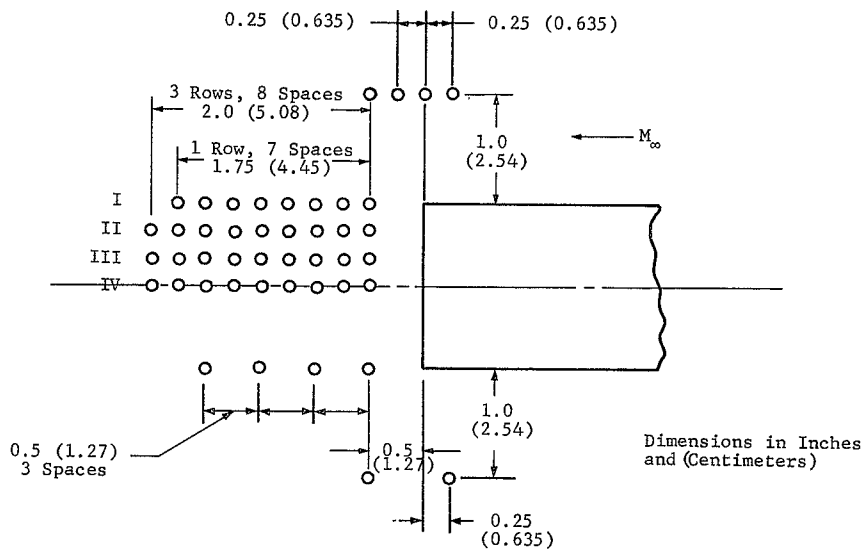 0.25 (0.635)
0.25 (0.635)
3 Rows, 8 Spaces
2.0 (5.08)
1 Row, 7 Spaces
1.75 (4.45)
1.0
(2.54)
M∞
I
II
III
IV
0.5 (1.27)
3 Spaces
0.5
(1.27)
1.0
(2.54)
Dimensions in Inches
and (Centimeters)
0.25
(0.635)